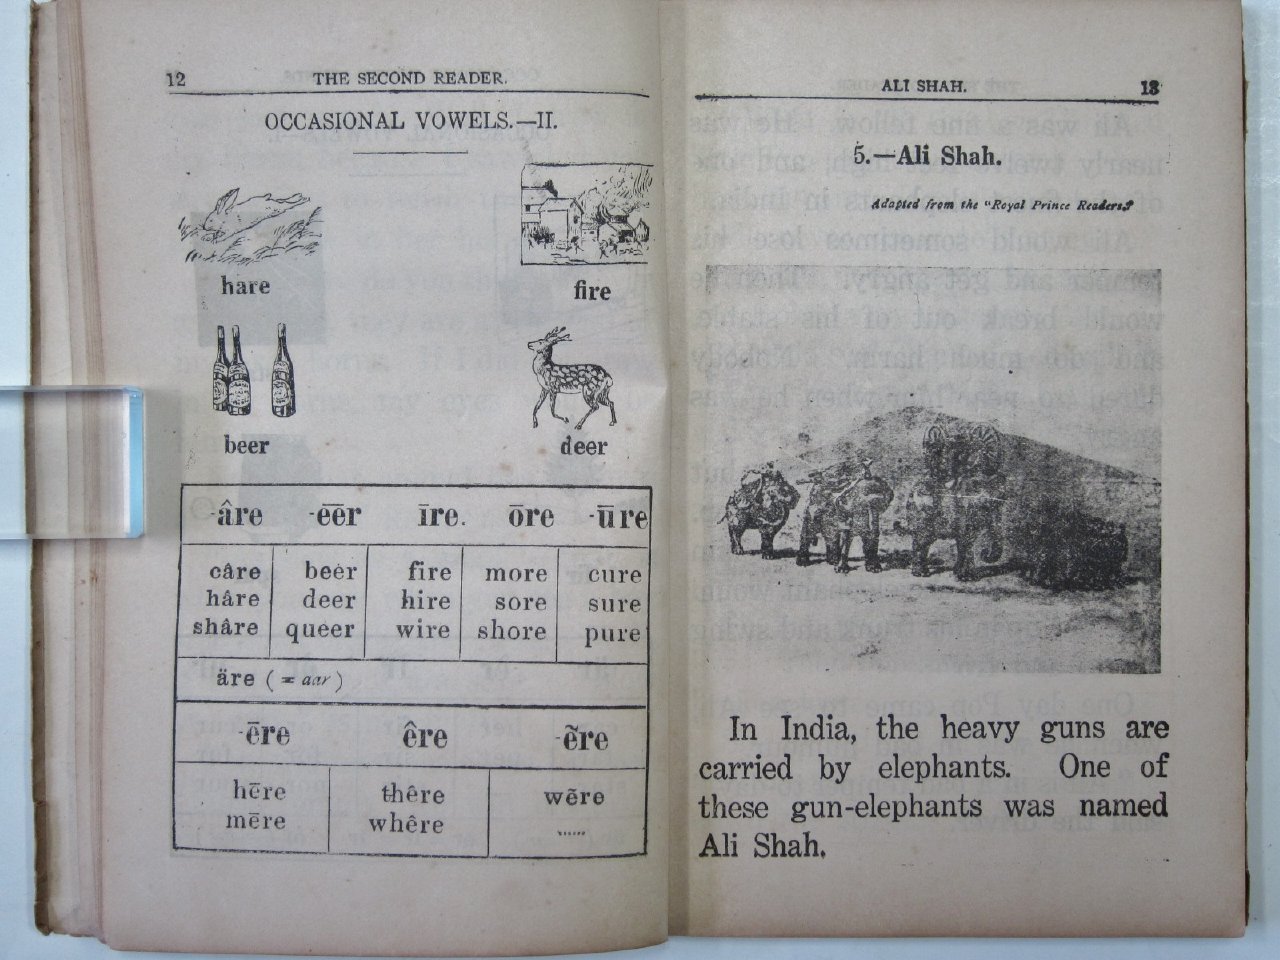 12 THE SECOND READER.
OCCASIONAL VOWELS.—II.
hare fire
beer deer
-âre -ēēr īre. ōre -ūre
câre beer fire more cure
hâre deer hire sore sure
shâre queer wire shore pure
äre ( = aar )
-ēre êre -ẽre
hēre thêre wẽre
mēre whêre ......
ALI SHAH. 13
5.—Ali Shah.
Adapted from the "Royal Prince Readers"
In India, the heavy guns are
carried by elephants. One of
these gun-elephants was named
Ali Shah.